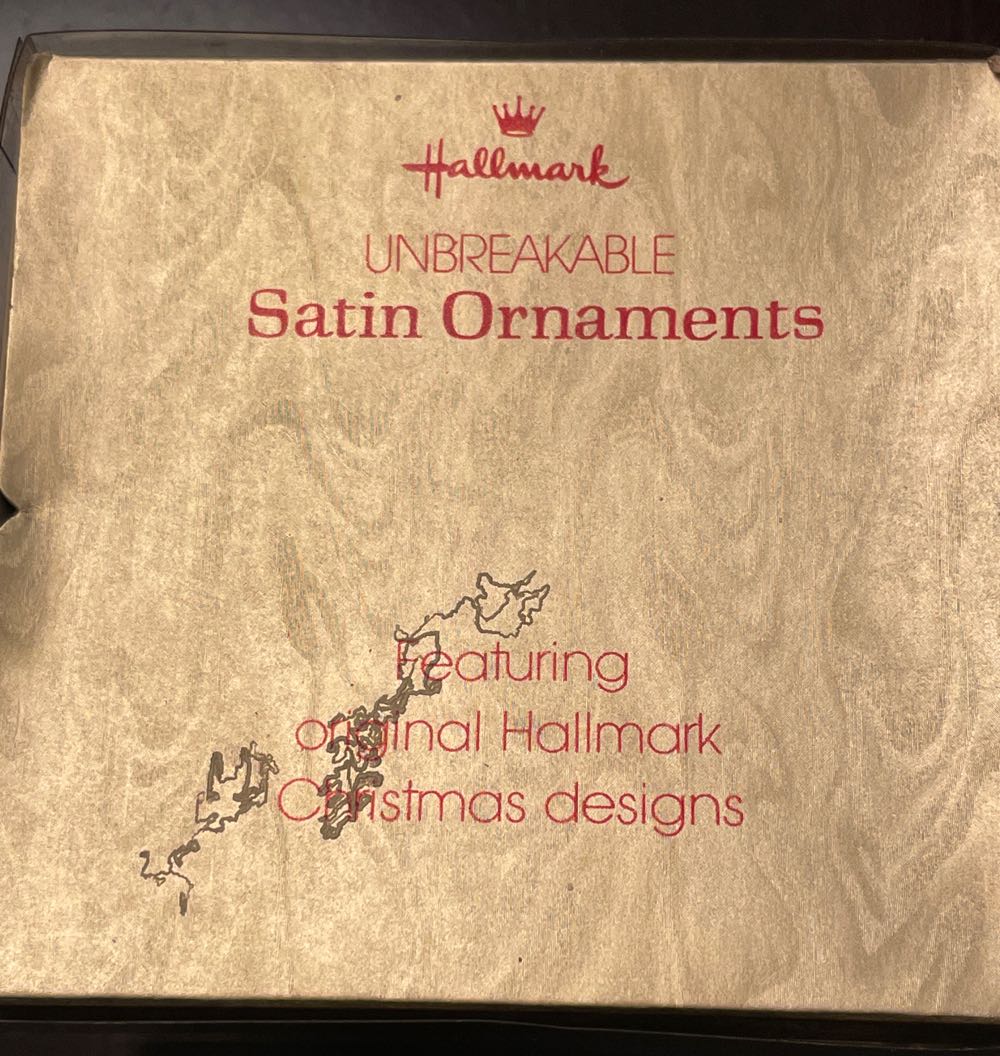 Hallmark
UNBREAKABLE
Satin Ornaments
Featuring
original Hallmark
Christmas designs